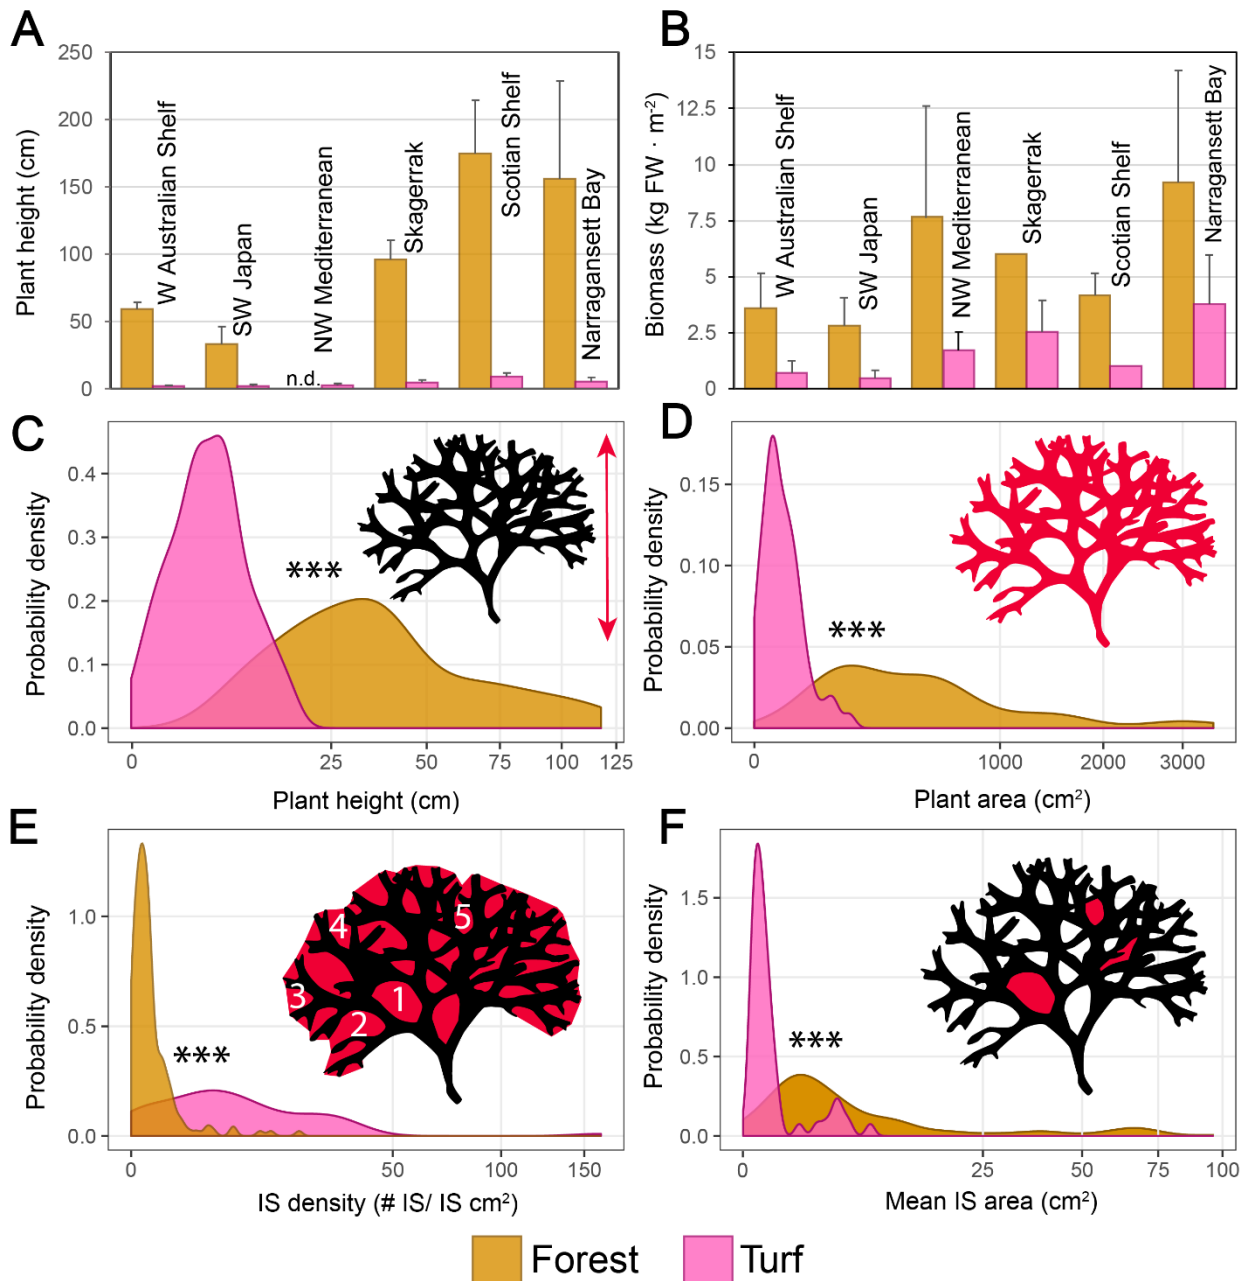 A
Plant height (cm)
250
200
150
100
50
0
W Australian Shelf
SW Japan
NW Mediterranean
n.d.
Skagerrak
Scotian Shelf
Narragansett Bay
B
Biomass (kg FW · m-2)
15
12.5
10
7.5
5
2.5
0
W Australian Shelf
SW Japan
NW Mediterranean
Skagerrak
Scotian Shelf
Narragansett Bay
C
Probability density
0.4
0.3
0.2
0.1
0.0
***
0 25 50 75 100 125
Plant height (cm)
D
Probability density
0.15
0.10
0.05
0.00
***
0 1000 2000 3000
Plant area (cm²)
E
Probability density
1.0
0.5
0.0
***
1
2
3
4
5
0 50 100 150
IS density (# IS/ IS cm²)
F
Probability density
1.5
1.0
0.5
0.0
***
0 25 50 75 100
Mean IS area (cm²)
Forest Turf